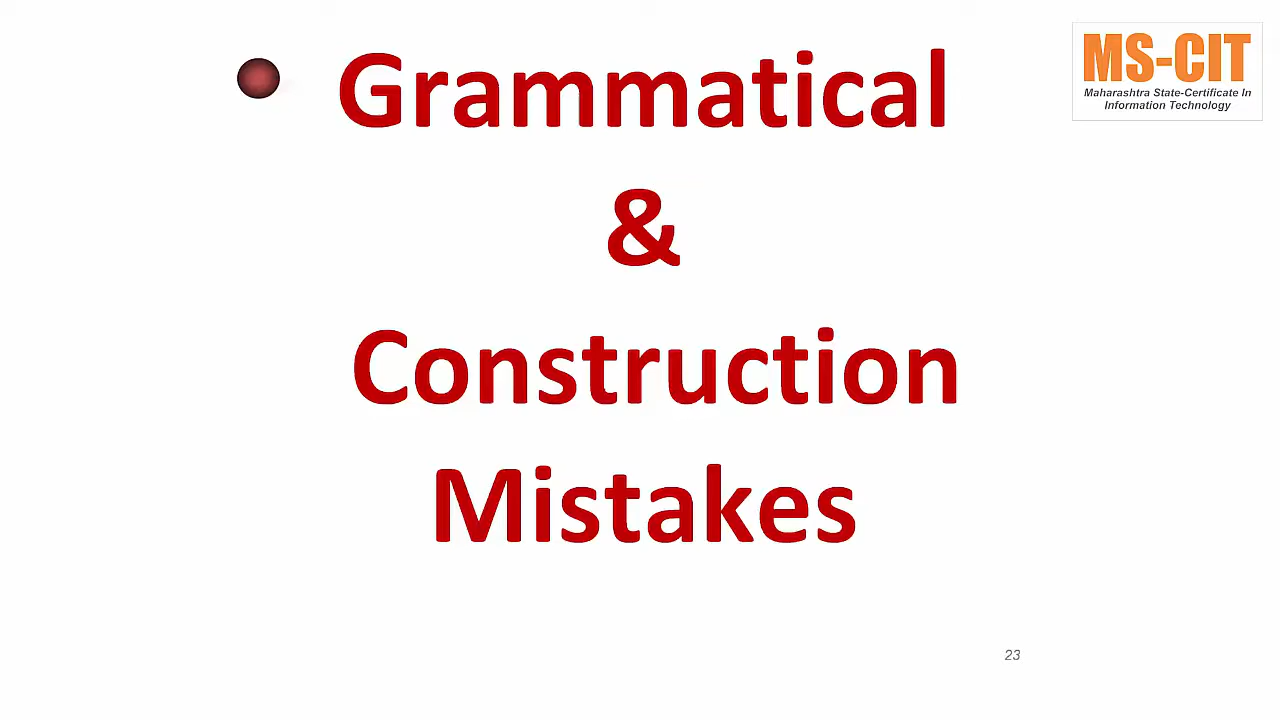 MS-CIT
Maharashtra State-Certificate In
Information Technology
Grammatical
&
Construction
Mistakes
23